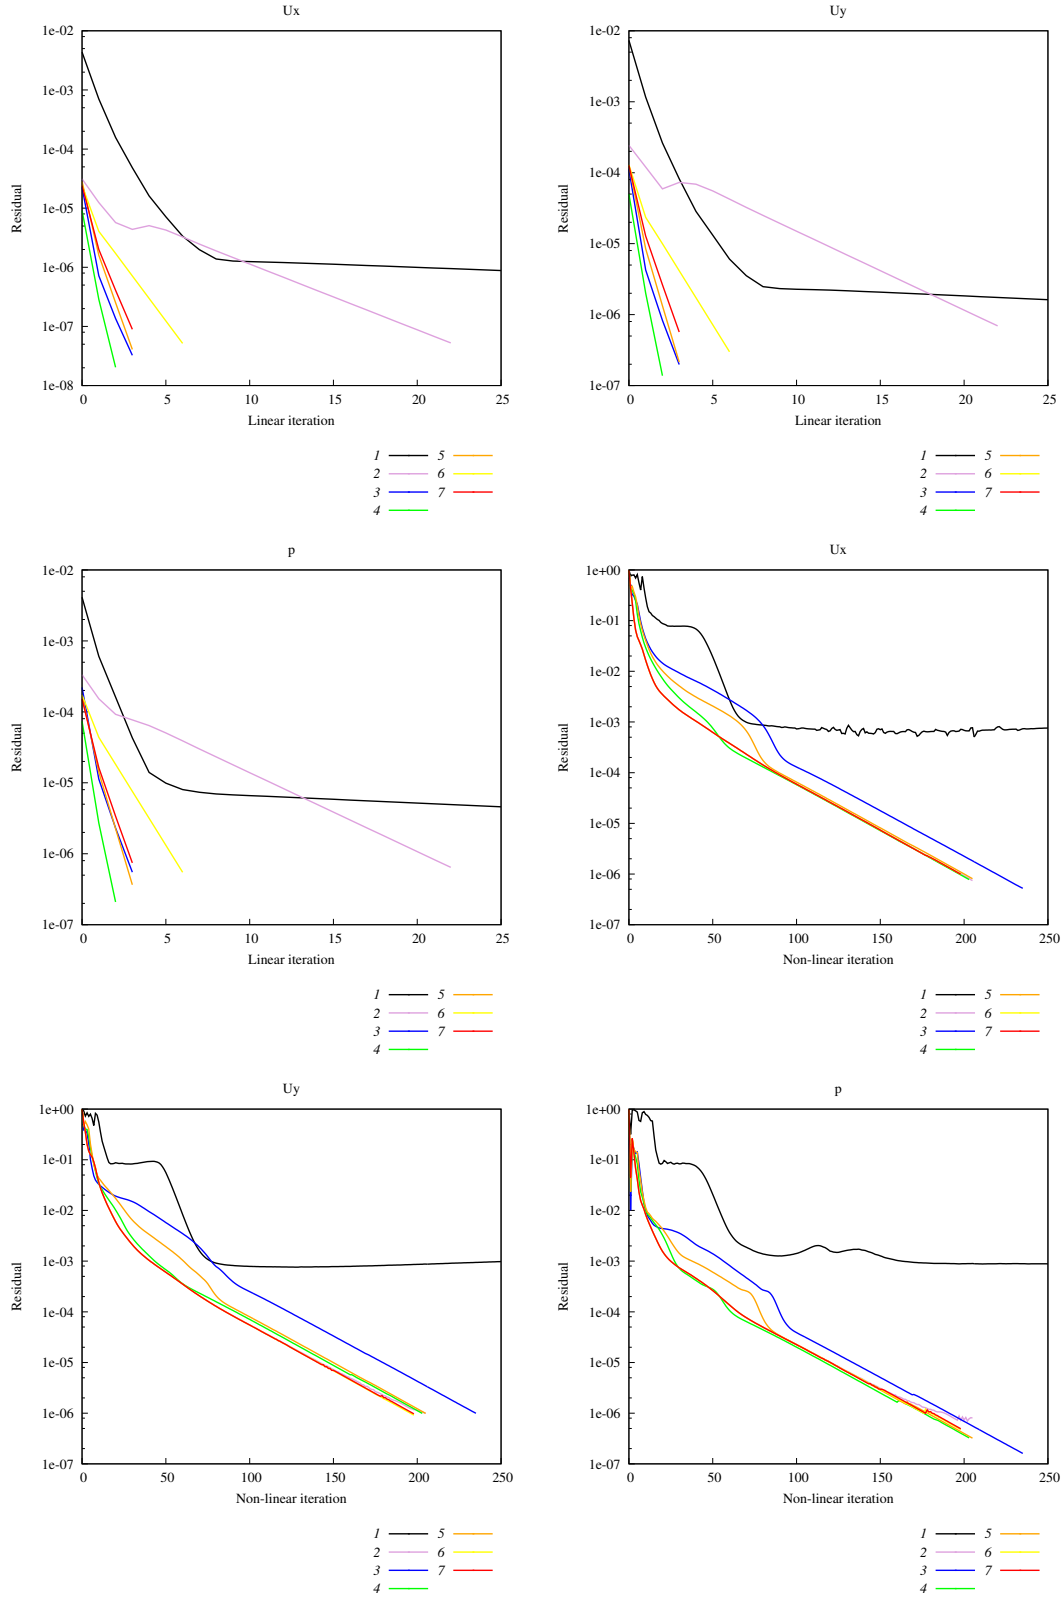 Ux
Residual
1e-02
1e-03
1e-04
1e-05
1e-06
1e-07
1e-08
0 5 10 15 20 25
Linear iteration
1 5
2 6
3 7
4
Uy
Residual
1e-02
1e-03
1e-04
1e-05
1e-06
1e-07
0 5 10 15 20 25
Linear iteration
1 5
2 6
3 7
4
p
Residual
1e-02
1e-03
1e-04
1e-05
1e-06
1e-07
0 5 10 15 20 25
Linear iteration
1 5
2 6
3 7
4
Ux
Residual
1e+00
1e-01
1e-02
1e-03
1e-04
1e-05
1e-06
1e-07
0 50 100 150 200 250
Non-linear iteration
1 5
2 6
3 7
4
Uy
Residual
1e+00
1e-01
1e-02
1e-03
1e-04
1e-05
1e-06
1e-07
0 50 100 150 200 250
Non-linear iteration
1 5
2 6
3 7
4
p
Residual
1e+00
1e-01
1e-02
1e-03
1e-04
1e-05
1e-06
1e-07
0 50 100 150 200 250
Non-linear iteration
1 5
2 6
3 7
4